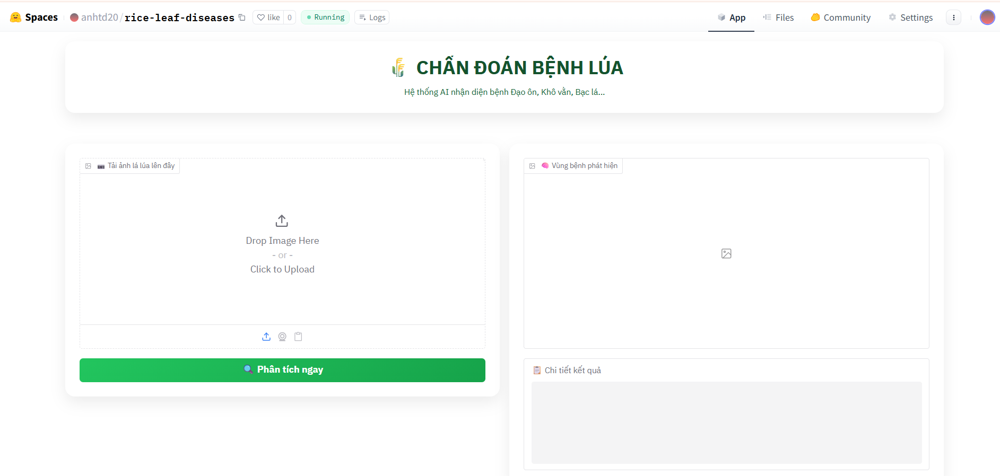 Spaces anhtd20/rice-leaf-diseases like 0 Running Logs App Files Community Settings
CHẨN ĐOÁN BỆNH LÚA
Hệ thống AI nhận diện bệnh Đạo ôn, Khô vằn, Bạc lá...
Tải ảnh lá lúa lên đây
Drop Image Here
- or -
Click to Upload
Phân tích ngay
Vùng bệnh phát hiện
Chi tiết kết quả